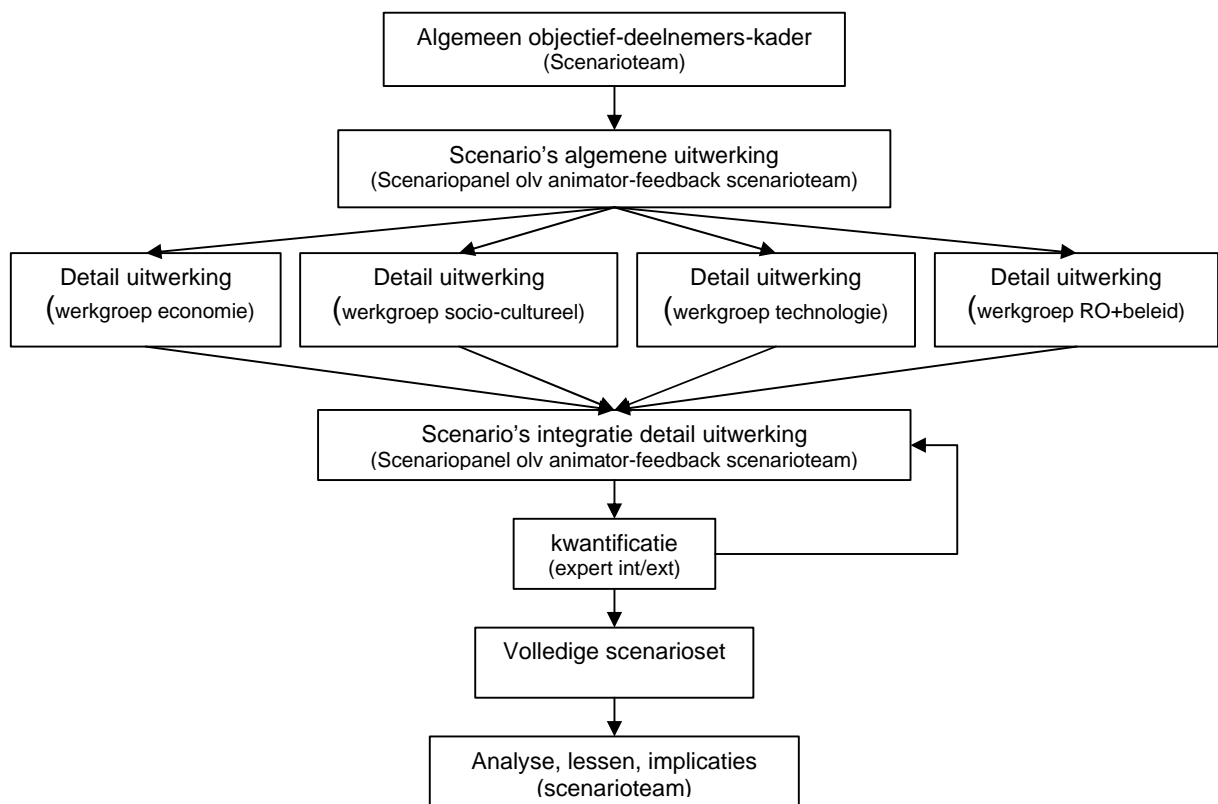 Algemeen objectief-deelnemers-kader
(Scenarioteam)
Scenario’s algemene uitwerking
(Scenariopanel olv animator-feedback scenarioteam)
Detail uitwerking
(werkgroep economie)
Detail uitwerking
(werkgroep socio-cultureel)
Detail uitwerking
(werkgroep technologie)
Detail uitwerking
(werkgroep RO+beleid)
Scenario’s integratie detail uitwerking
(Scenariopanel olv animator-feedback scenarioteam)
kwantificatie
(expert int/ext)
Volledige scenarioset
Analyse, lessen, implicaties
(scenarioteam)